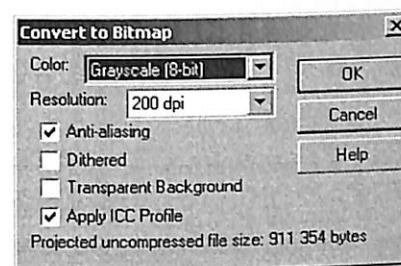 Convert to Bitmap
Color: Grayscale (8-bit)
OK
Resolution: 200 dpi
Cancel
Anti-aliasing
Help
Dithered
Transparent Background
Apply ICC Profile
Projected uncompressed file size: 911 354 bytes